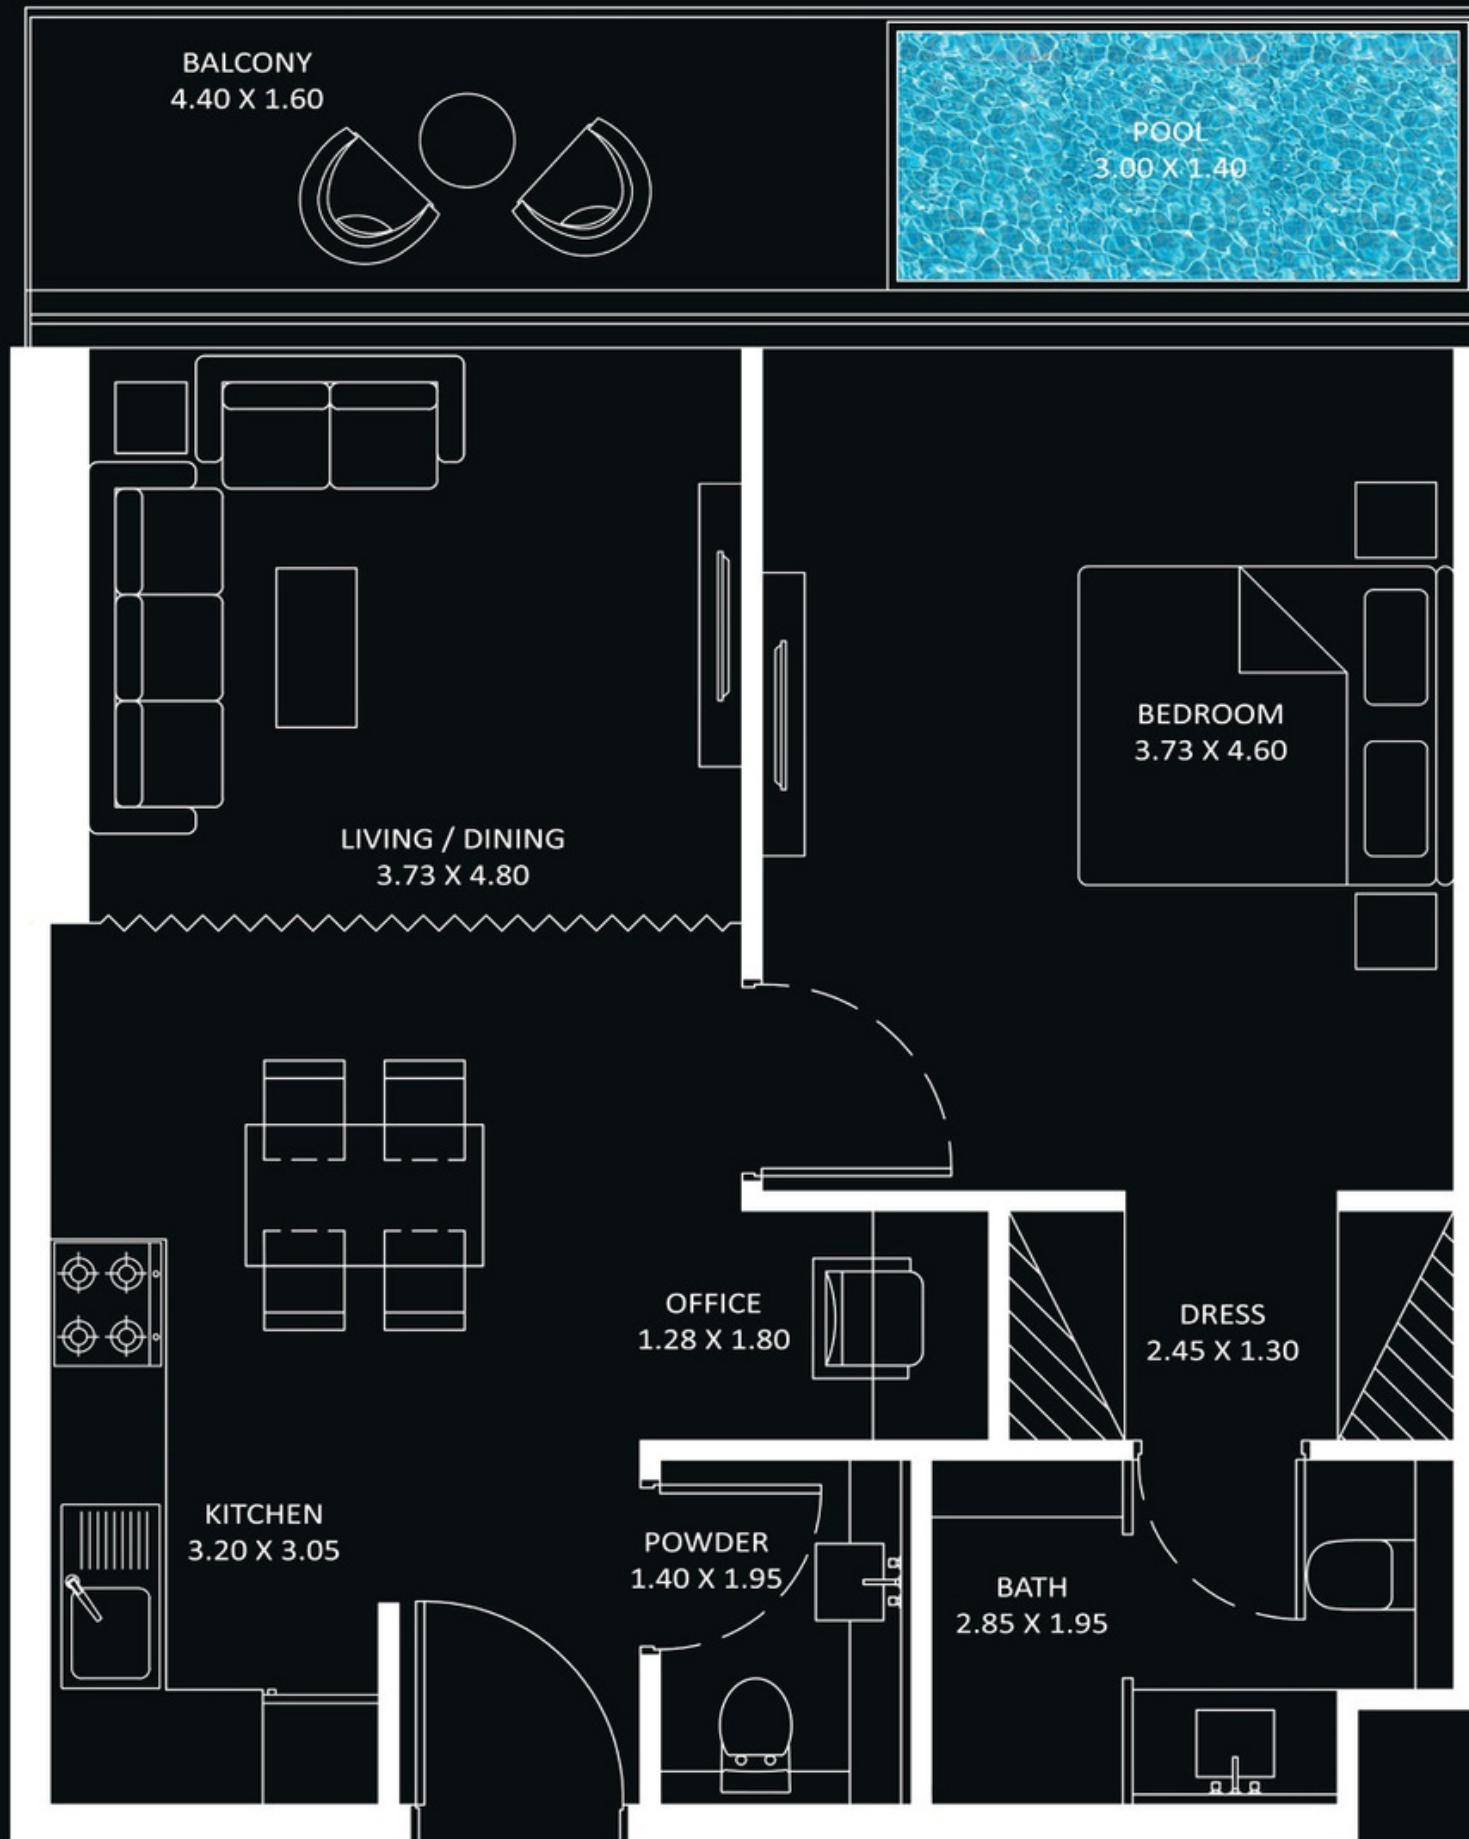 BALCONY
4.40 X 1.60
POOL
3.00 X 1.40
BEDROOM
3.73 X 4.60
LIVING / DINING
3.73 X 4.80
OFFICE
1.28 X 1.80
DRESS
2.45 X 1.30
KITCHEN
3.20 X 3.05
POWDER
1.40 X 1.95
BATH
2.85 X 1.95